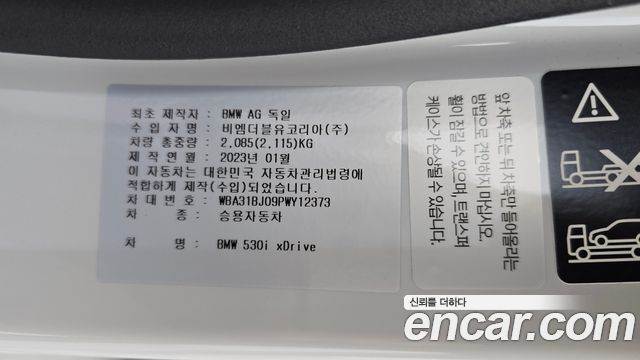 최초 제작자: BMW AG 독일
수 입 자 명 : 비엠더블유코리아(주)
차량 총중량 : 2,085(2,115)KG
제 작 연 월 : 2023년 01월
이 자동차는 대한민국 자동차관리법령에
적합하게 제작(수입)되었습니다.
차 대 번 호 : WBA31BJ09PWY12373
차 종 : 승용자동차
차 명 : BMW 530i xDrive
앞 차축 또는 뒤 차축만 들어올리는
방법으로 견인하지 마십시오.
휠이 잠길 수 있으며, 트랜스퍼
케이스가 손상될 수 있습니다.
신뢰를 더하다
encar.com